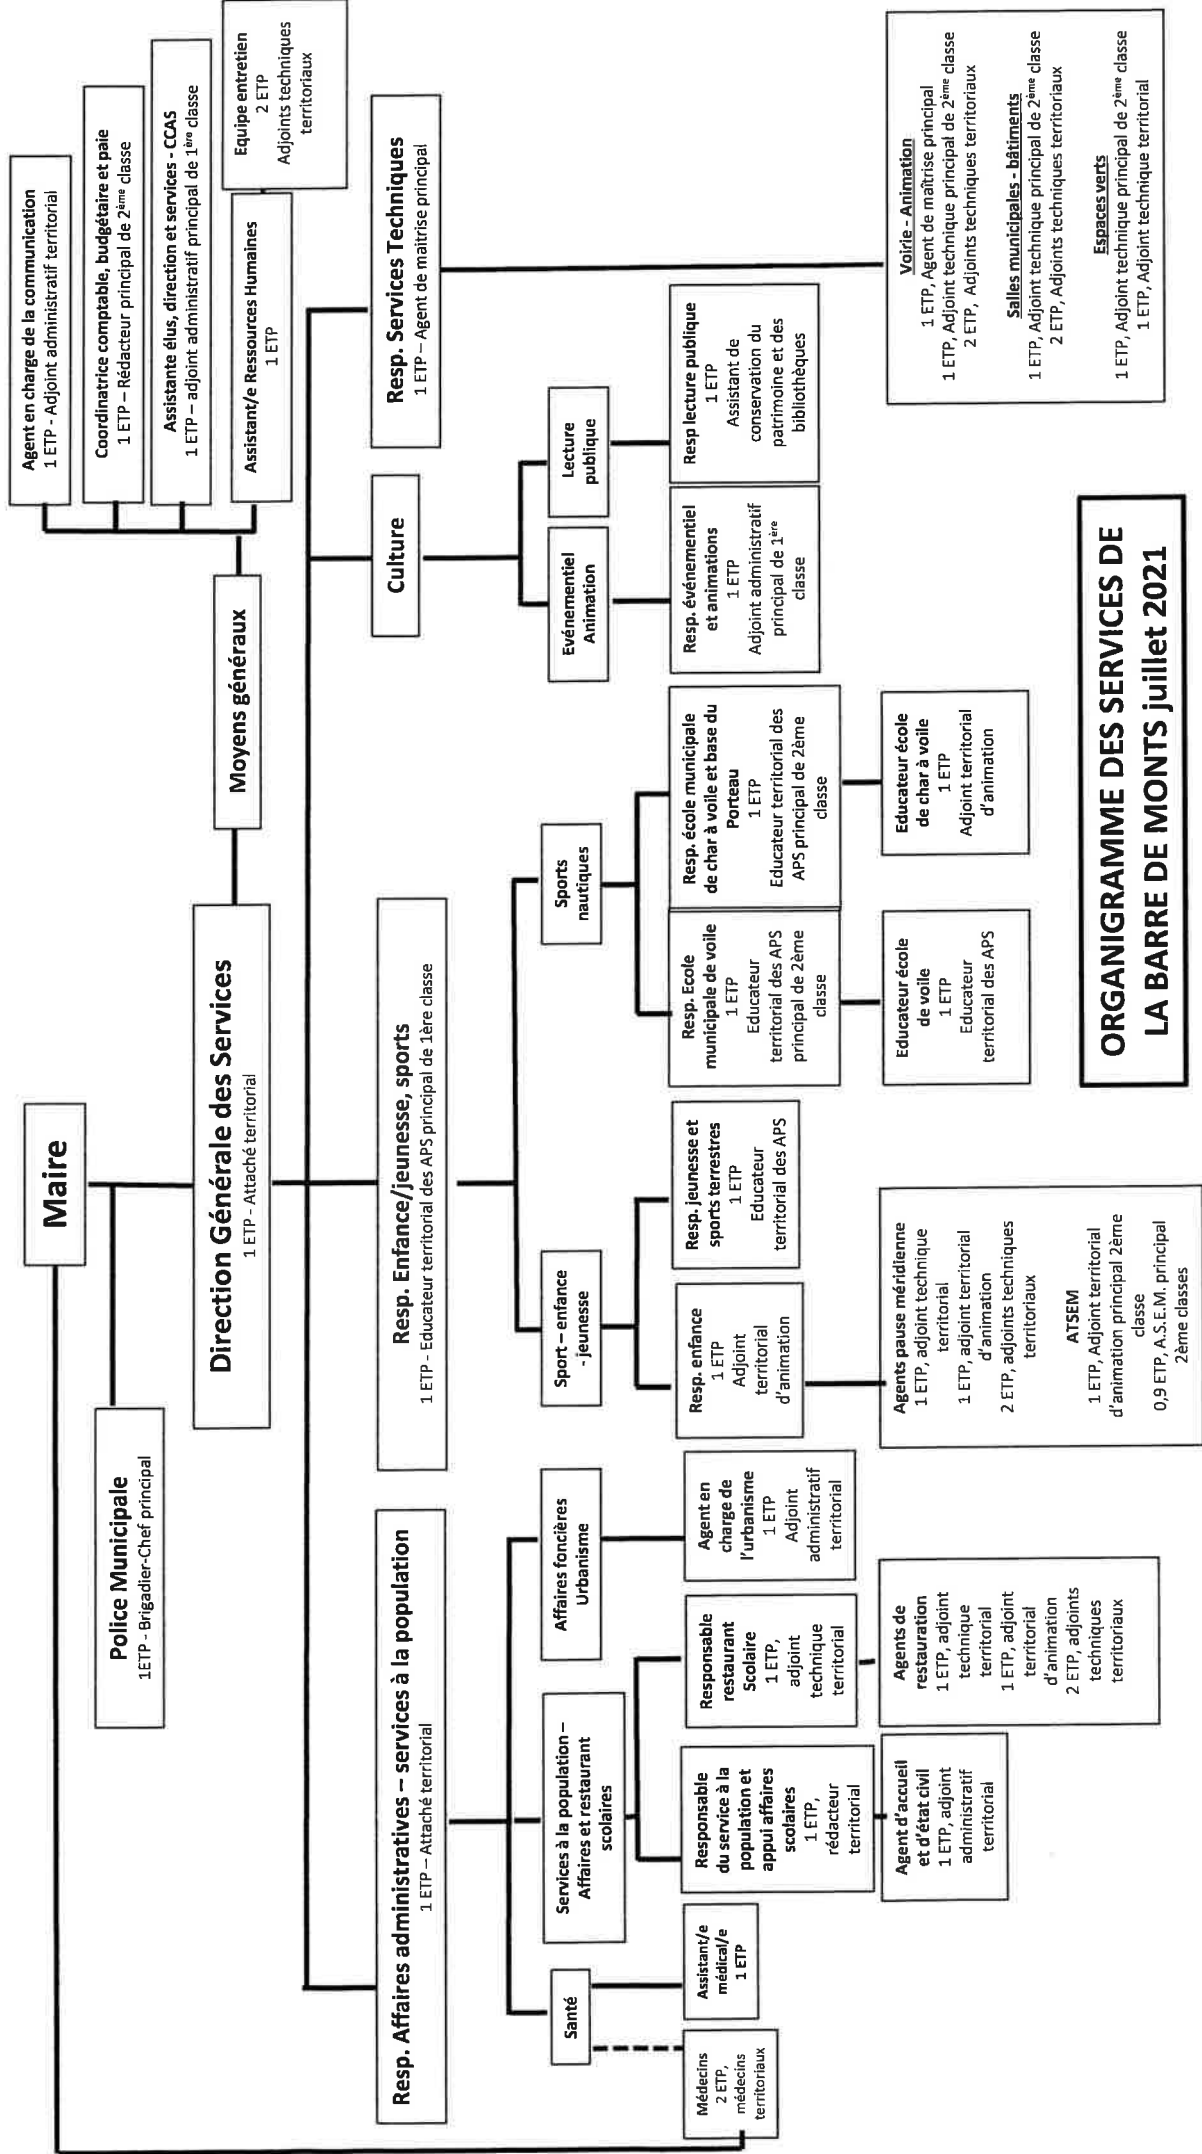 Maire
Police Municipale
1ETP - Brigadier-Chef principal
Direction Générale des Services
1 ETP - Attaché territorial
Moyens généraux
Agent en charge de la communication
1 ETP - Adjoint administratif territorial
Coordinatrice comptable, budgétaire et paie
1 ETP – Rédacteur principal de 2ème classe
Assistante élus, direction et services - CCAS
1 ETP – adjoint administratif principal de 1ère classe
Assistant/e Ressources Humaines
1 ETP
Equipe entretien
2 ETP
Adjoints techniques
territoriaux
Resp. Affaires administratives – services à la population
1 ETP – Attaché territorial
Resp. Enfance/jeunesse, sports
1 ETP - Educateur territorial des APS principal de 1ère classe
Culture
Resp. Services Techniques
1 ETP – Agent de maitrise principal
Santé
Services à la population –
Affaires et restaurant
scolaires
Affaires foncières
Urbanisme
Sport – enfance
- jeunesse
Sports
nautiques
Evénementiel
Animation
Lecture
publique
Médecins
2 ETP,
médecins
territoriaux
Assistant/e
médical/e
1 ETP
Responsable
du service à la
population et
appui affaires
scolaires
1 ETP,
rédacteur
territorial
Responsable
restaurant
Scolaire
1 ETP,
adjoint
technique
territorial
Agent en
charge de
l'urbanisme
1 ETP
Adjoint
administratif
territorial
Resp. enfance
1 ETP
Adjoint
territorial
d'animation
Resp. jeunesse et
sports terrestres
1 ETP
Educateur
territorial des APS
Resp. Ecole
municipale de voile
1 ETP
Educateur
territorial des APS
principal de 2ème
classe
Resp. école municipale
de char à voile et base du
Porteau
1 ETP
Educateur territorial des
APS principal de 2ème
classe
Resp. événementiel
et animations
1 ETP
Adjoint administratif
principal de 1ère
classe
Resp lecture publique
1 ETP
Assistant de
conservation du
patrimoine et des
bibliothèques
Agent d'accueil
et d'état civil
1 ETP, adjoint
administratif
territorial
Agents de
restauration
1 ETP, adjoint
technique
territorial
1 ETP, adjoint
territorial
d'animation
2 ETP, adjoints
techniques
territoriaux
Agents pause méridienne
1 ETP, adjoint technique
territorial
1 ETP, adjoint territorial
d'animation
2 ETP, adjoints techniques
territoriaux
ATSEM
1 ETP, Adjoint territorial
d'animation principal 2ème
classe
0,9 ETP, A.S.E.M. principal
2ème classes
Educateur école
de voile
1 ETP
Educateur
territorial des APS
Educateur école
de char à voile
1 ETP
Adjoint territorial
d'animation
Voirie - Animation
1 ETP, Agent de maîtrise principal
1 ETP, Adjoint technique principal de 2ème classe
2 ETP, Adjoints techniques territoriaux
Salles municipales - bâtiments
1 ETP, Adjoint technique principal de 2ème classe
2 ETP, Adjoints techniques territoriaux
Espaces verts
1 ETP, Adjoint technique principal de 2ème classe
1 ETP, Adjoint technique territorial
ORGANIGRAMME DES SERVICES DE
LA BARRE DE MONTS juillet 2021